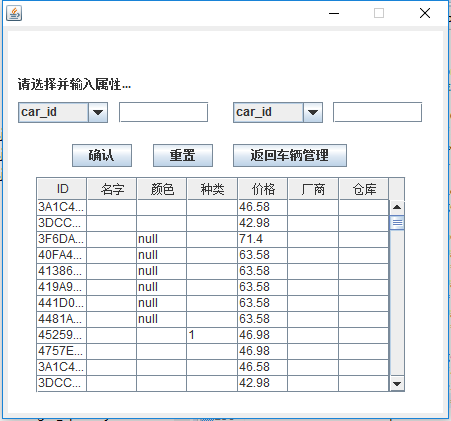 请选择并输入属性...
car_id car_id
确认 重置 返回车辆管理
ID 名字 颜色 种类 价格 厂商 仓库
3A1C4... 46.58
3DCC... 42.98
3F6DA... null 71.4
40FA4... null 63.58
41386... null 63.58
419A9... null 63.58
441D0... null 63.58
4481A... null 63.58
45259... 1 46.98
4757E... 46.98
3A1C4... 46.58
3DCC... 42.98